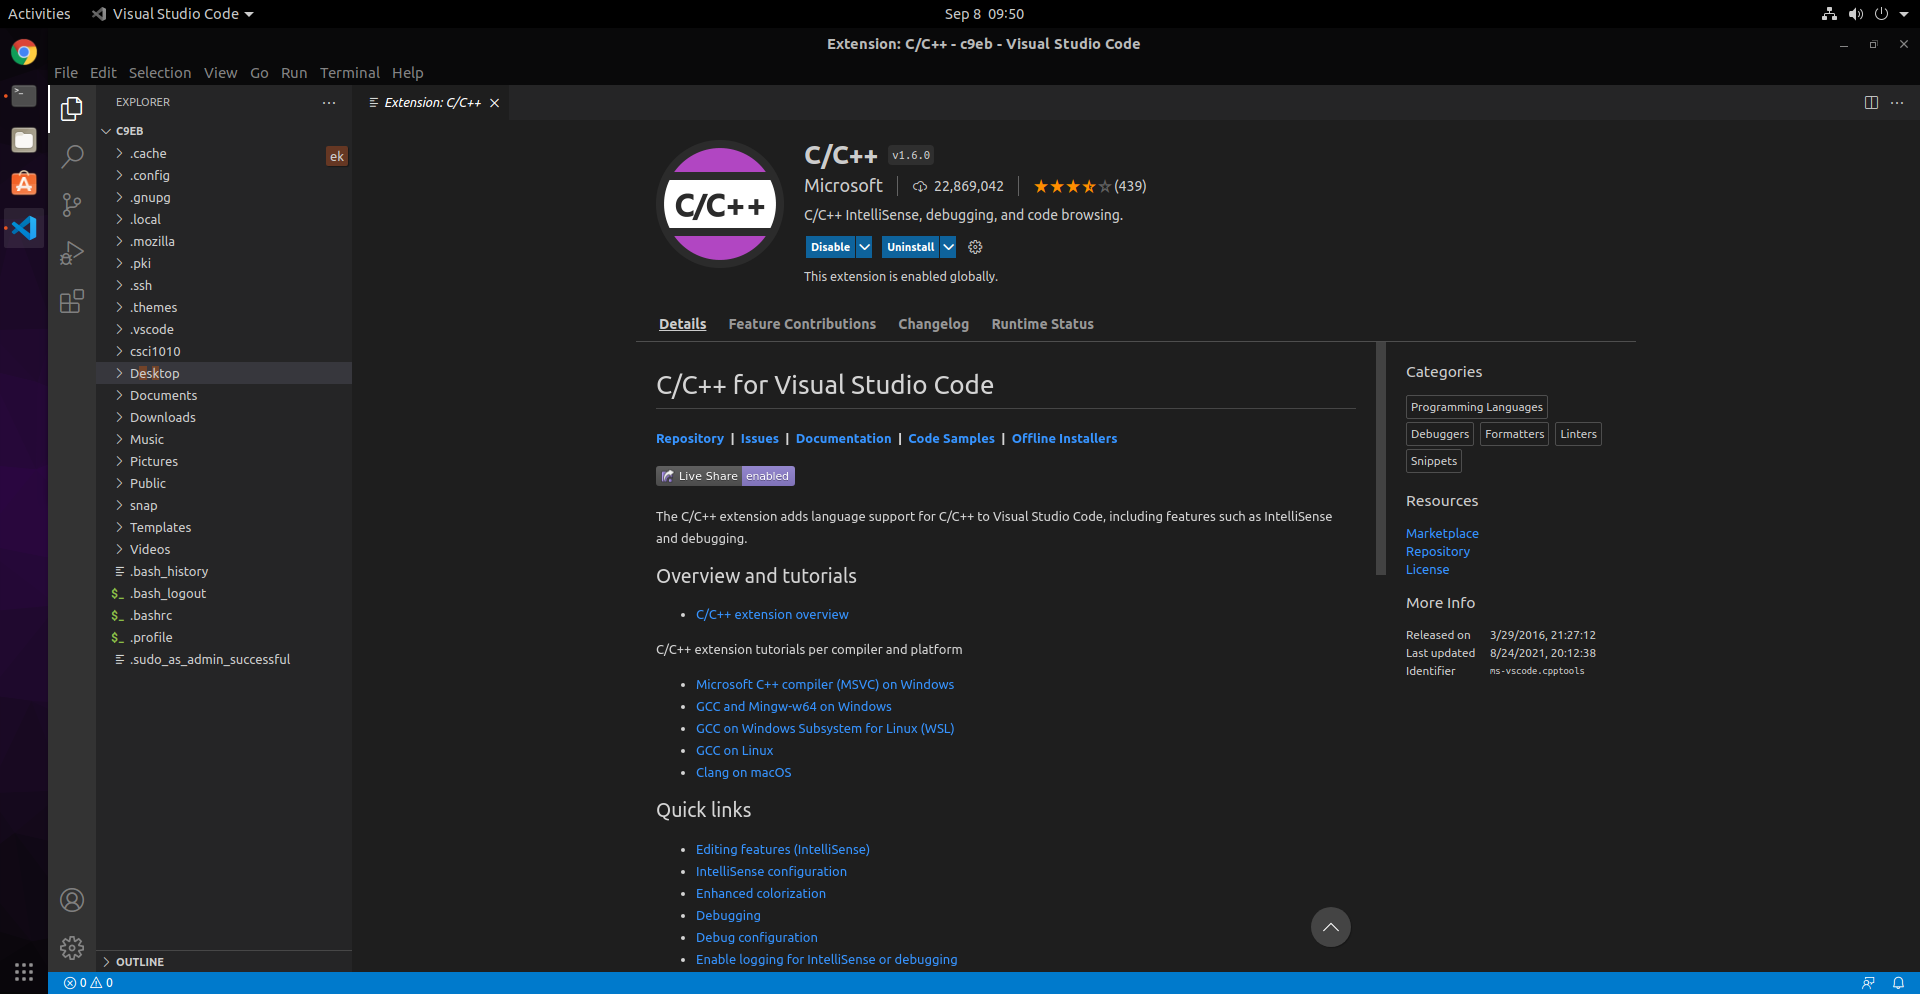 Activities Visual Studio Code Sep 8 09:50
Extension: C/C++ - c9eb - Visual Studio Code
File Edit Selection View Go Run Terminal Help
EXPLORER
C9EB
.cache
ek
.config
.gnupg
.local
.mozilla
.pki
.ssh
.themes
.vscode
csci1010
Desktop
Documents
Downloads
Music
Pictures
Public
snap
Templates
Videos
.bash_history
$_ .bash_logout
$_ .bashrc
$_ .profile
.sudo_as_admin_successful
OUTLINE
Extension: C/C++
C/C++
C/C++ v1.6.0
Microsoft 22,869,042 (439)
C/C++ IntelliSense, debugging, and code browsing.
Disable Uninstall
This extension is enabled globally.
Details Feature Contributions Changelog Runtime Status
C/C++ for Visual Studio Code
Repository | Issues | Documentation | Code Samples | Offline Installers
Live Share enabled
The C/C++ extension adds language support for C/C++ to Visual Studio Code, including features such as IntelliSense
and debugging.
Overview and tutorials
• C/C++ extension overview
C/C++ extension tutorials per compiler and platform
• Microsoft C++ compiler (MSVC) on Windows
• GCC and Mingw-w64 on Windows
• GCC on Windows Subsystem for Linux (WSL)
• GCC on Linux
• Clang on macOS
Quick links
• Editing features (IntelliSense)
• IntelliSense configuration
• Enhanced colorization
• Debugging
• Debug configuration
• Enable logging for IntelliSense or debugging
Categories
Programming Languages
Debuggers Formatters Linters
Snippets
Resources
Marketplace
Repository
License
More Info
Released on 3/29/2016, 21:27:12
Last updated 8/24/2021, 20:12:38
Identifier ms-vscode.cpptools
0 0